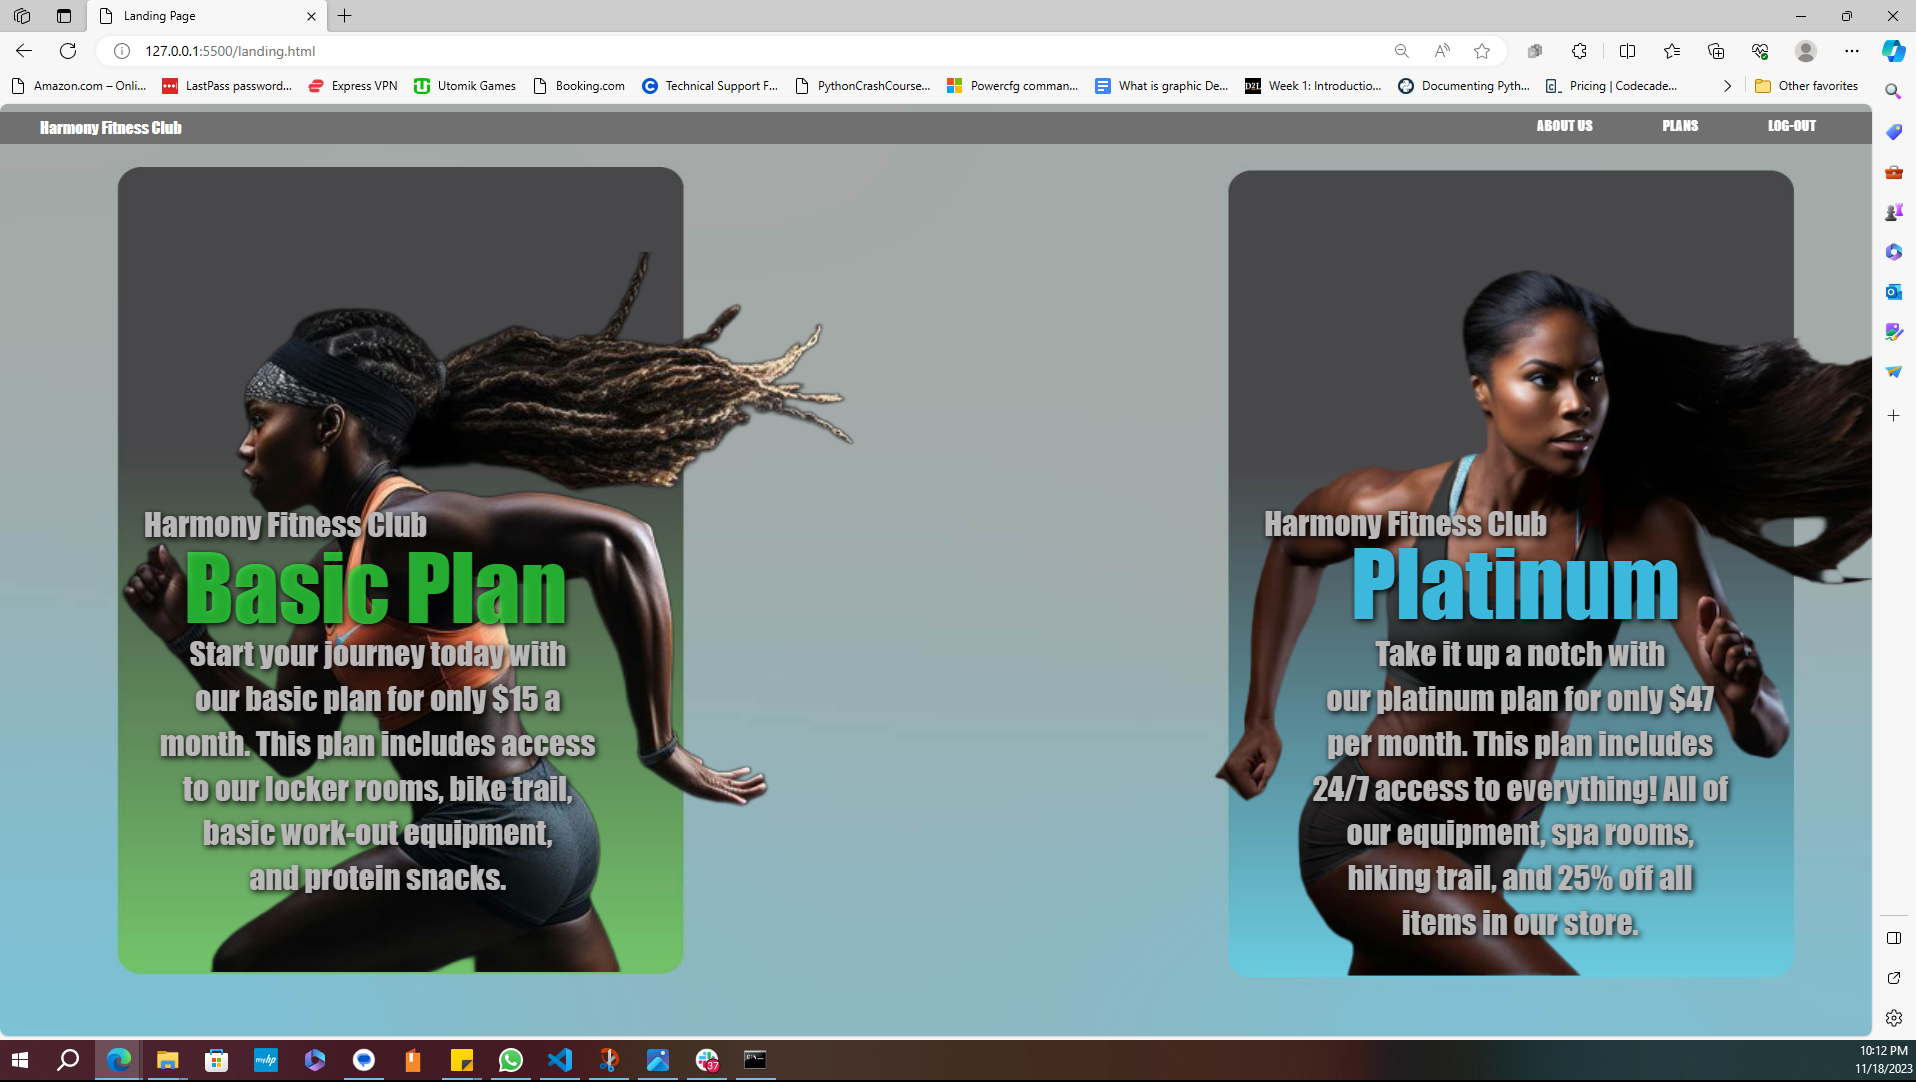 Landing Page
127.0.0.1:5500/landing.html
Amazon.com – Onli...
LastPass password...
Express VPN
Utomik Games
Booking.com
Technical Support F...
PythonCrashCourse...
Powercfg comman...
What is graphic De...
D2L
Week 1: Introductio...
Documenting Pyth...
Pricing | Codecade...
Other favorites
Harmony Fitness Club
ABOUT US
PLANS
LOG-OUT
Harmony Fitness Club
Basic Plan
Start your journey today with
our basic plan for only $15 a
month. This plan includes access
to our locker rooms, bike trail,
basic work-out equipment,
and protein snacks.
Harmony Fitness Club
Platinum
Take it up a notch with
our platinum plan for only $47
per month. This plan includes
24/7 access to everything! All of
our equipment, spa rooms,
hiking trail, and 25% off all
items in our store.
myhp
37
10:12 PM
11/18/2023